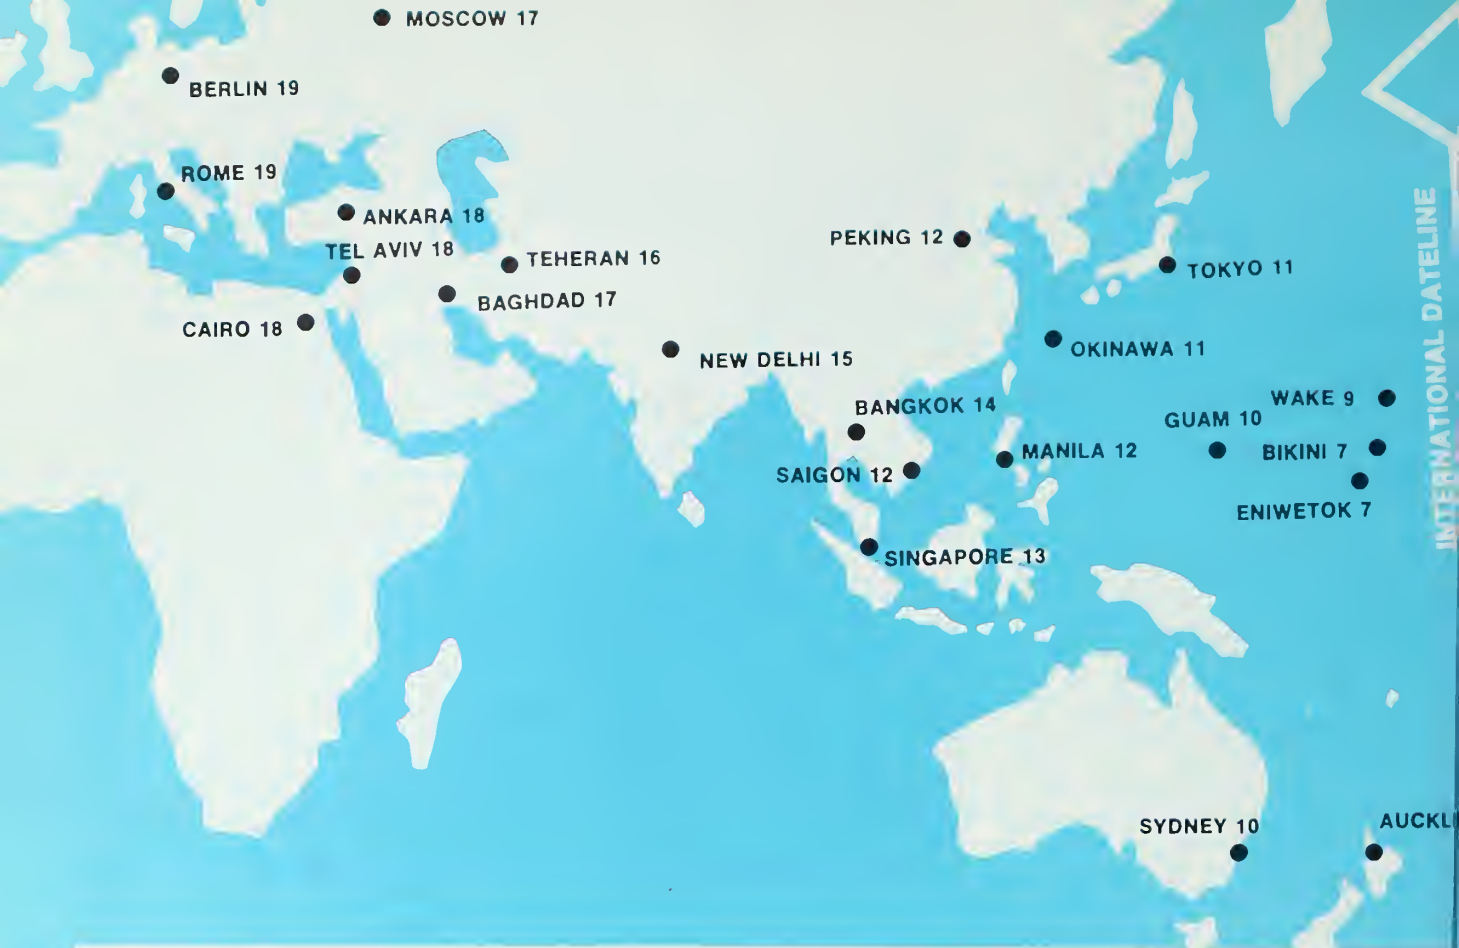 MOSCOW 17
BERLIN 19
ROME 19
ANKARA 18
TEL AVIV 18
TEHERAN 16
BAGHDAD 17
CAIRO 18
PEKING 12
TOKYO 11
NEW DELHI 15
OKINAWA 11
BANGKOK 14
WAKE 9
GUAM 10
MANILA 12
BIKINI 7
SAIGON 12
ENIWETOK 7
SINGAPORE 13
INTERNATIONAL DATELINE
SYDNEY 10
AUCKL